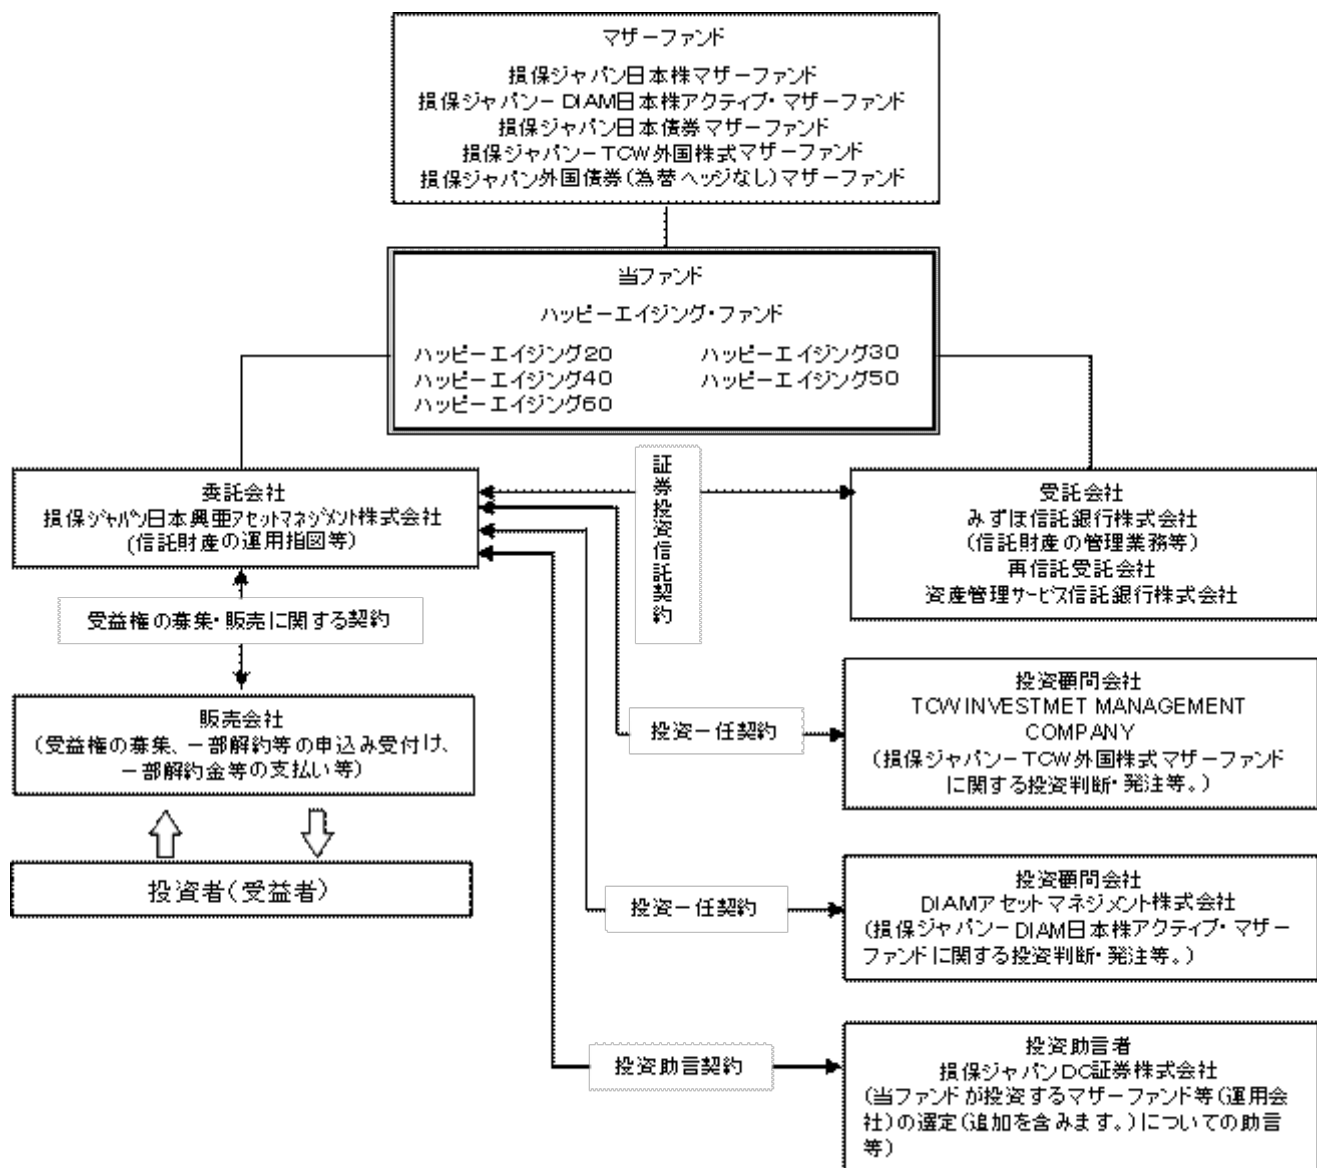 マザーファンド
損保ジャパン日本株マザーファンド
損保ジャパン－DIAM日本株アクティブ・マザーファンド
損保ジャパン日本債券マザーファンド
損保ジャパン－TCW外国株式マザーファンド
損保ジャパン外国債券(為替ヘッジなし)マザーファンド
当ファンド
ハッピーエイジング・ファンド
ハッピーエイジング20 ハッピーエイジング30
ハッピーエイジング40 ハッピーエイジング50
ハッピーエイジング60
委託会社
損保ジャパン日本興亜アセットマネジメント株式会社
(信託財産の運用指図等)
証券投資信託契約
受託会社
みずほ信託銀行株式会社
(信託財産の管理業務等)
再信託受託会社
資産管理サービス信託銀行株式会社
受益権の募集・販売に関する契約
販売会社
(受益権の募集、一部解約等の申込み受付け、
一部解約金等の支払い等)
投資者(受益者)
投資一任契約
投資顧問会社
TCW INVESTMET MANAGEMENT
COMPANY
(損保ジャパン－TCW外国株式マザーファンド
に関する投資判断・発注等。)
投資一任契約
投資顧問会社
DIAMアセットマネジメント株式会社
(損保ジャパン－DIAM日本株アクティブ・マザー
ファンドに関する投資判断・発注等。)
投資助言契約
投資助言者
損保ジャパンDC証券株式会社
(当ファンドが投資するマザーファンド等(運用会
社)の選定(追加を含みます。)についての助言
等)